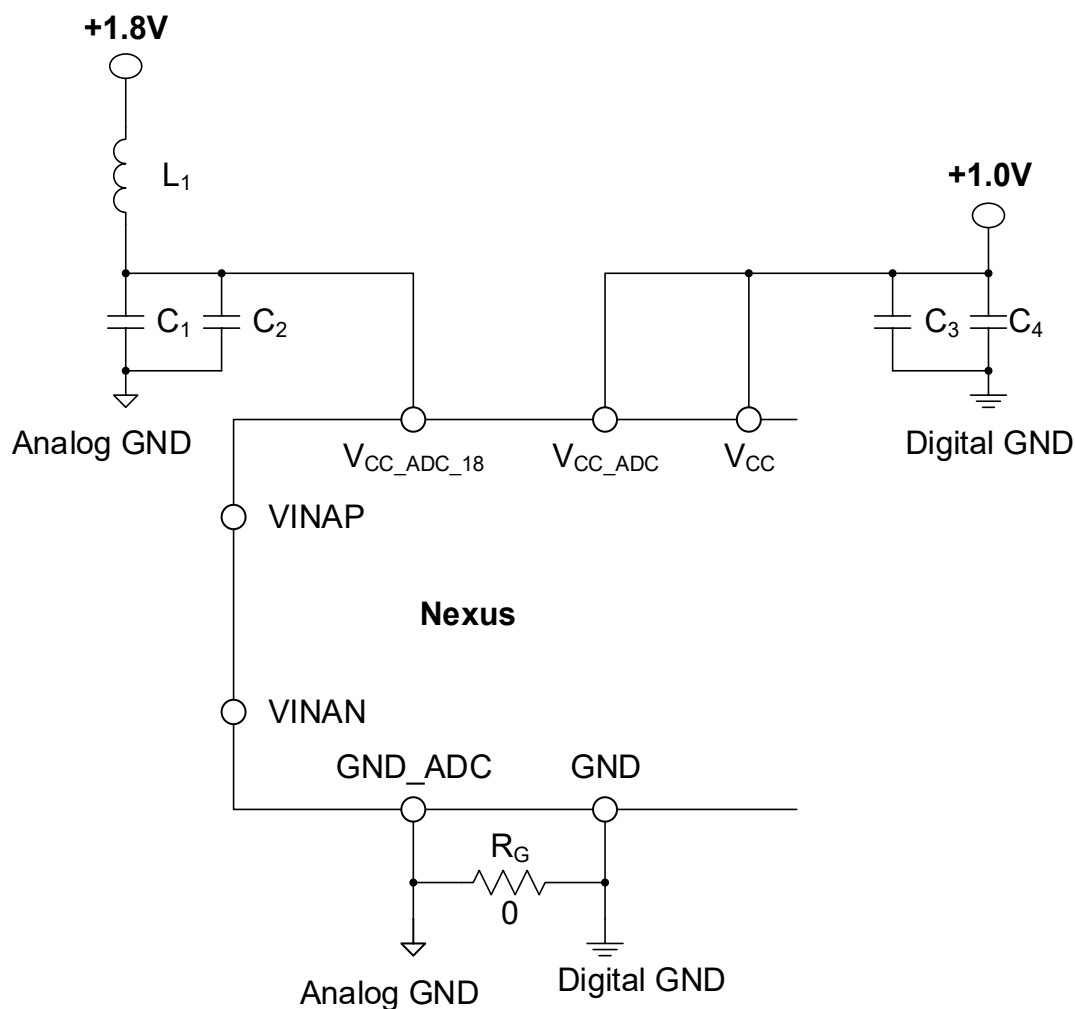 +1.8V
L1
+1.0V
C1
C2
C3
C4
Analog GND
Digital GND
VCC_ADC_18
VCC_ADC
VCC
VINAP
Nexus
VINAN
GND_ADC
GND
RG
0
Analog GND
Digital GND